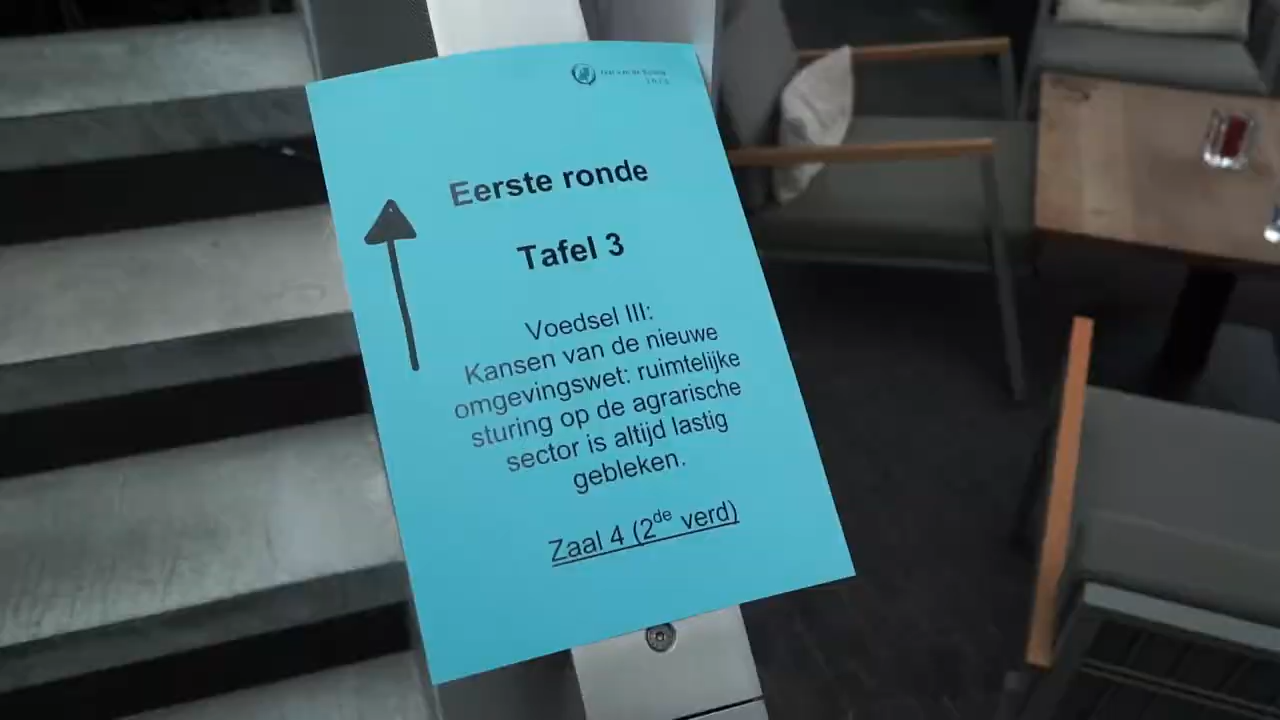 Eerste ronde
Tafel 3
Voedsel III:
Kansen van de nieuwe
omgevingswet: ruimtelijke
sturing op de agrarische
sector is altijd lastig
gebleken.
Zaal 4 (2de verd)